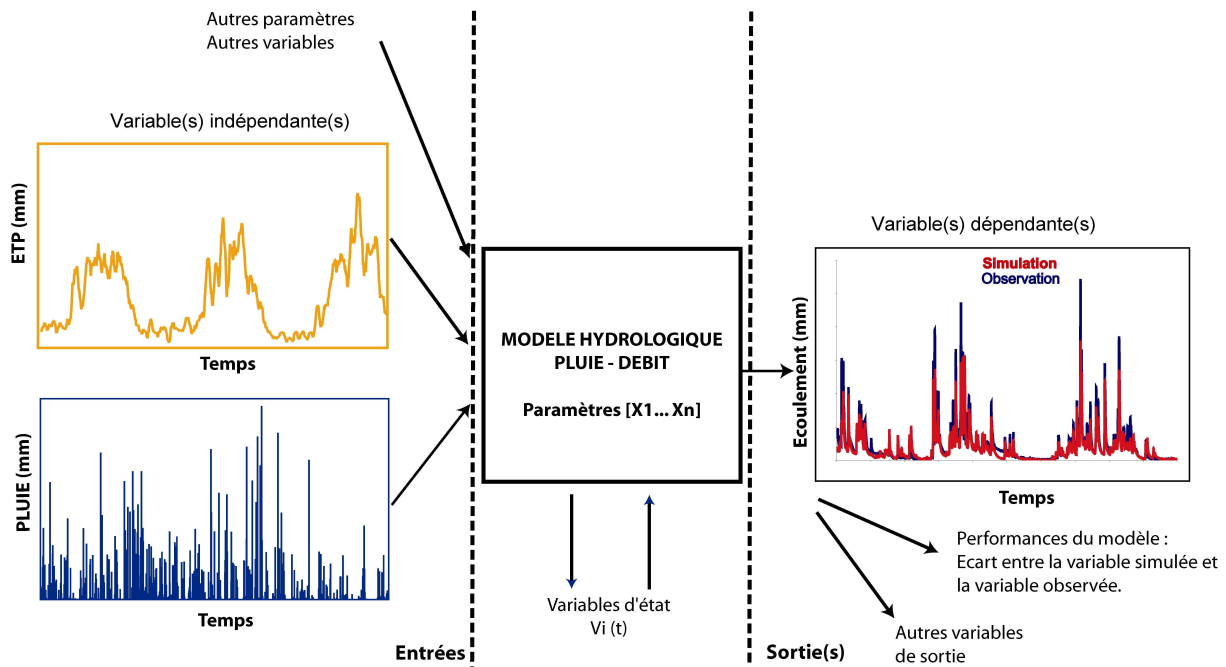 Autres paramètres
Autres variables
Variable(s) indépendante(s)
ETP (mm)
Temps
PLUIE (mm)
Temps
Entrées
MODELE HYDROLOGIQUE
PLUIE - DEBIT
Paramètres [X1... Xn]
Variables d'état
Vi (t)
Variable(s) dépendante(s)
Simulation
Observation
Ecoulement (mm)
Temps
Performances du modèle :
Ecart entre la variable simulée et
la variable observée.
Autres variables
de sortie
Sortie(s)